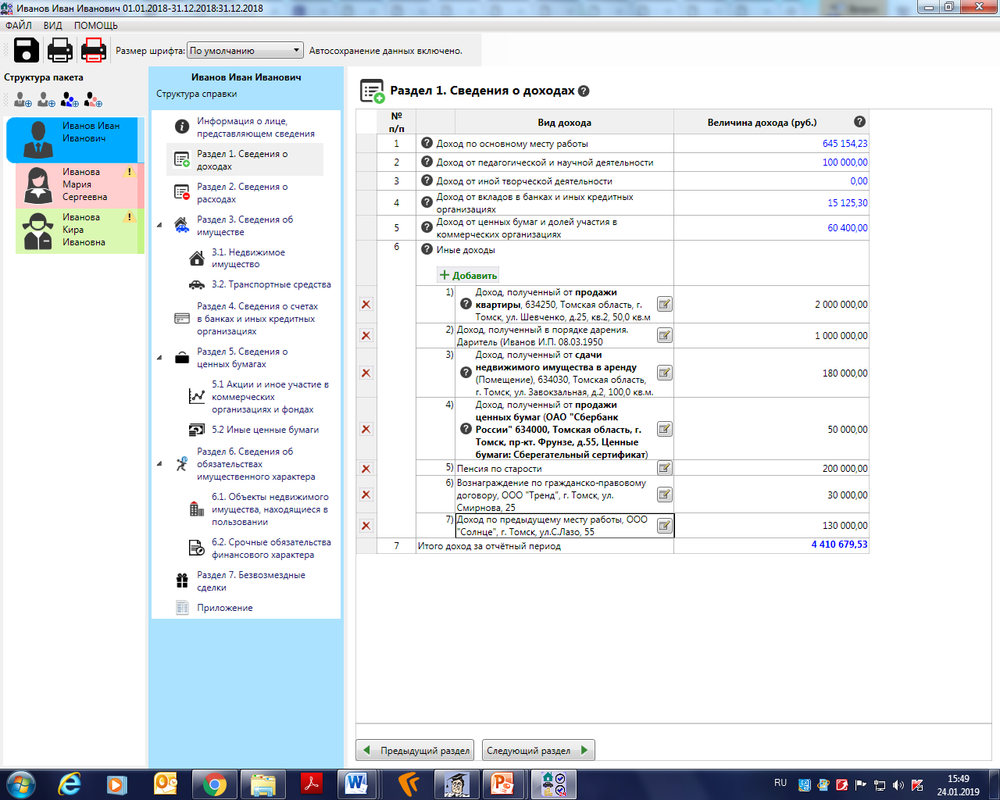 Иванов Иван Иванович 01.01.2018-31.12.2018:31.12.2018
ФАЙЛ ВИД ПОМОЩЬ
Размер шрифта: По умолчанию Автосохранение данных включено.
Структура пакета
Иванов Иван
Иванович
Иванова
Мария
Сергеевна
Иванова
Кира
Ивановна
Иванов Иван Иванович
Структура справки
Информация о лице,
представляющем сведения
Раздел 1. Сведения о
доходах
Раздел 2. Сведения о
расходах
Раздел 3. Сведения об
имуществе
3.1. Недвижимое
имущество
3.2. Транспортные средства
Раздел 4. Сведения о счетах
в банках и иных кредитных
организациях
Раздел 5. Сведения о
ценных бумагах
5.1 Акции и иное участие в
коммерческих
организациях и фондах
5.2 Иные ценные бумаги
Раздел 6. Сведения об
обязательствах
имущественного характера
6.1. Объекты недвижимого
имущества, находящиеся в
пользовании
6.2. Срочные обязательства
финансового характера
Раздел 7. Безвозмездные
сделки
Приложение
Раздел 1. Сведения о доходах
№
п/п
Вид дохода
Величина дохода (руб.)
1 Доход по основному месту работы 645 154,23
2 Доход от педагогической и научной деятельности 100 000,00
3 Доход от иной творческой деятельности 0,00
4 Доход от вкладов в банках и иных кредитных
организациях 15 125,30
5 Доход от ценных бумаг и долей участия в
коммерческих организациях 60 400,00
6 Иные доходы
Добавить
1) Доход, полученный от продажи
квартиры, 634250, Томская область, г.
Томск, ул. Шевченко, д.25, кв.2, 50,0 кв.м
2 000 000,00
2) Доход, полученный в порядке дарения.
Даритель (Иванов И.П. 08.03.1950
1 000 000,00
3) Доход, полученный от сдачи
недвижимого имущества в аренду
(Помещение), 634030, Томская область,
г. Томск, ул. Завокзальная, д.2, 100,0 кв.м.
180 000,00
4) Доход, полученный от продажи
ценных бумаг (ОАО "Сбербанк
России" 634000, Томская область, г.
Томск, пр-кт. Фрунзе, д.55, Ценные
бумаги: Сберегательный сертификат)
50 000,00
5) Пенсия по старости 200 000,00
6) Вознаграждение по гражданско-правовому
договору, ООО "Тренд", г. Томск, ул.
Смирнова, 25
30 000,00
7) Доход по предыдущему месту работы, ООО
"Солнце", г. Томск, ул.С.Лазо, 55
130 000,00
7 Итого доход за отчётный период 4 410 679,53
Предыдущий раздел Следующий раздел
RU
15:49
24.01.2019